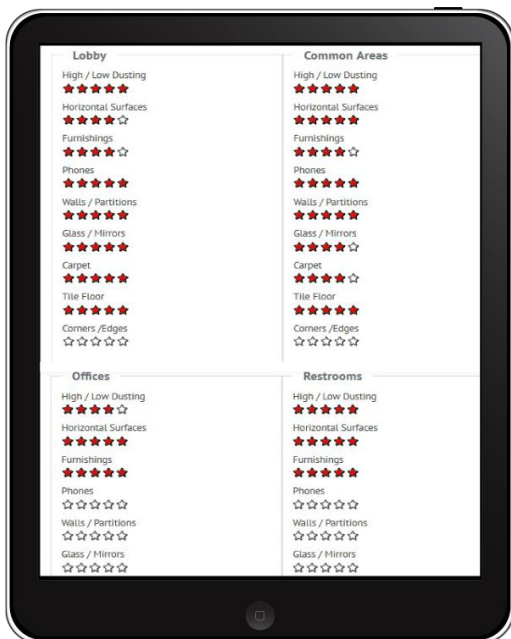 Lobby
High / Low Dusting
Horizontal Surfaces
Furnishings
Phones
Walls / Partitions
Glass / Mirrors
Carpet
Tile Floor
Corners /Edges
Common Areas
High / Low Dusting
Horizontal Surfaces
Furnishings
Phones
Walls / Partitions
Glass / Mirrors
Carpet
Tile Floor
Corners /Edges
Offices
High / Low Dusting
Horizontal Surfaces
Furnishings
Phones
Walls / Partitions
Glass / Mirrors
Restrooms
High / Low Dusting
Horizontal Surfaces
Furnishings
Phones
Walls / Partitions
Glass / Mirrors